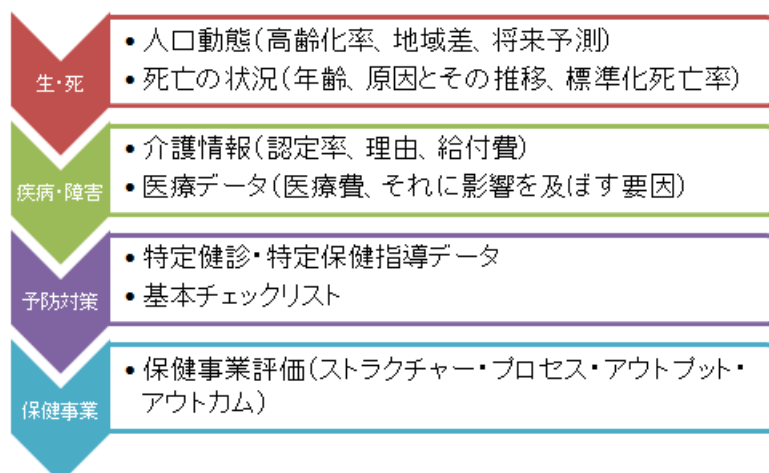 生・死
• 人口動態(高齢化率、地域差、将来予測)
• 死亡の状況(年齢、原因とその推移、標準化死亡率)
疾病・障害
• 介護情報(認定率、理由、給付費)
• 医療データ(医療費、それに影響を及ぼす要因)
予防対策
• 特定健診・特定保健指導データ
• 基本チェックリスト
保健事業
• 保健事業評価(ストラクチャー・プロセス・アウトプット・
アウトカム)